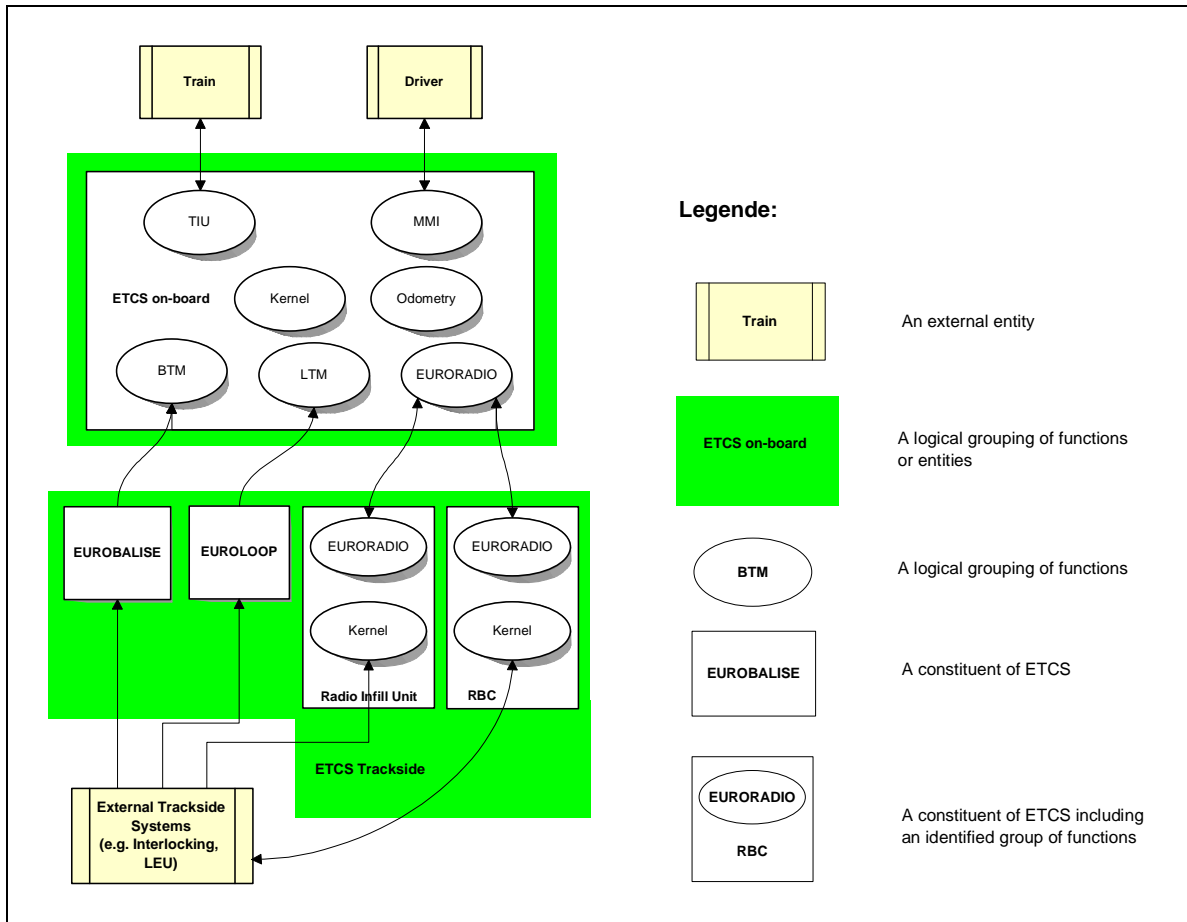 Train
Driver
TIU
MMI
ETCS on-board
Kernel
Odometry
BTM
LTM
EURORADIO
EUROBALISE
EUROLOOP
EURORADIO
EURORADIO
Kernel
Kernel
Radio Infill Unit
RBC
ETCS Trackside
External Trackside
Systems
(e.g. Interlocking,
LEU)
Legende:
Train
An external entity
ETCS on-board
A logical grouping of functions
or entities
BTM
A logical grouping of functions
EUROBALISE
A constituent of ETCS
EURORADIO
RBC
A constituent of ETCS including
an identified group of functions